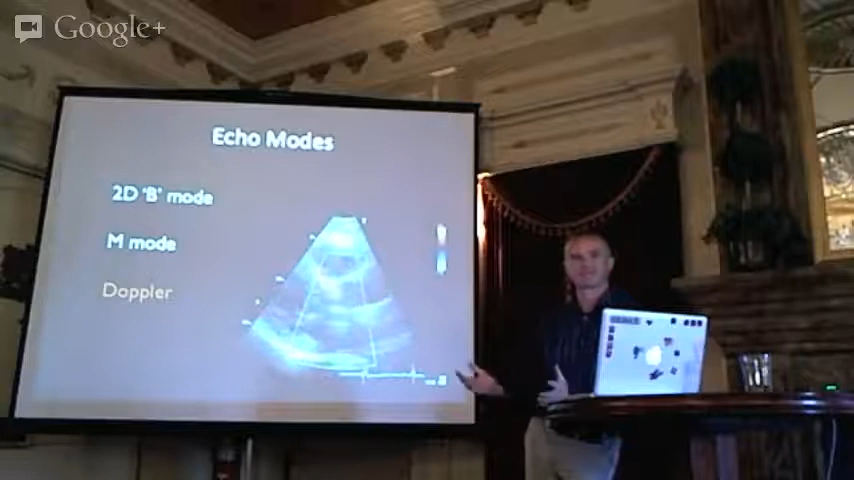 Google+
Echo Modes
2D 'B' mode
M mode
Doppler